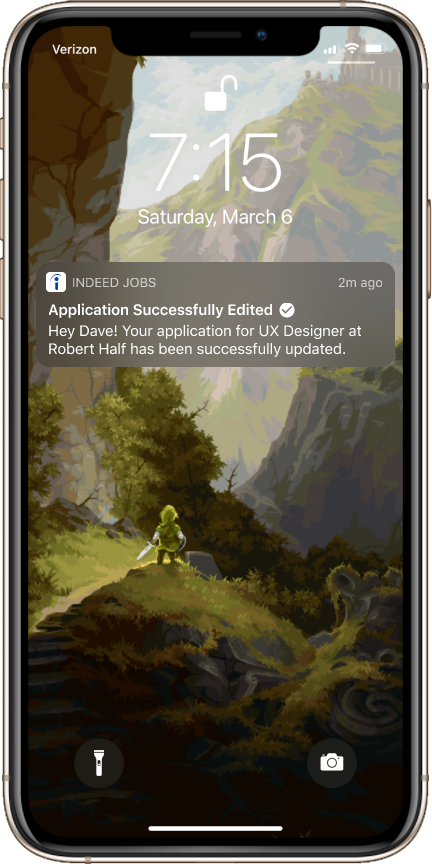 Verizon
7:15
Saturday, March 6
INDEED JOBS
2m ago
Application Successfully Edited
Hey Dave! Your application for UX Designer at
Robert Half has been successfully updated.